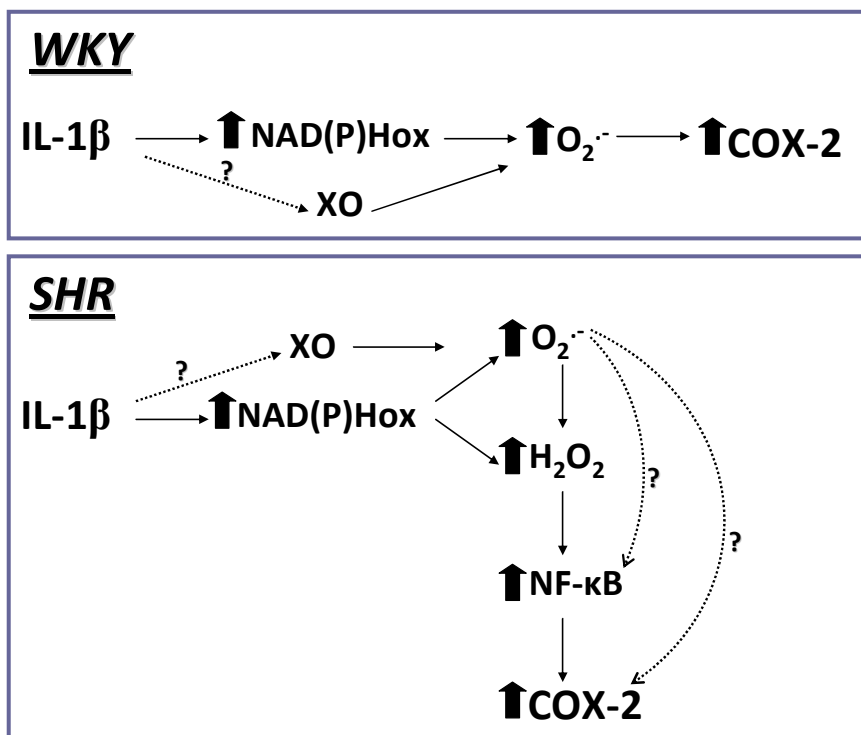 WKY
IL-1β NAD(P)Hox O₂·⁻ COX-2
?
XO
SHR
XO O₂·⁻
?
IL-1β NAD(P)Hox
H₂O₂
?
?
NF-κB
COX-2